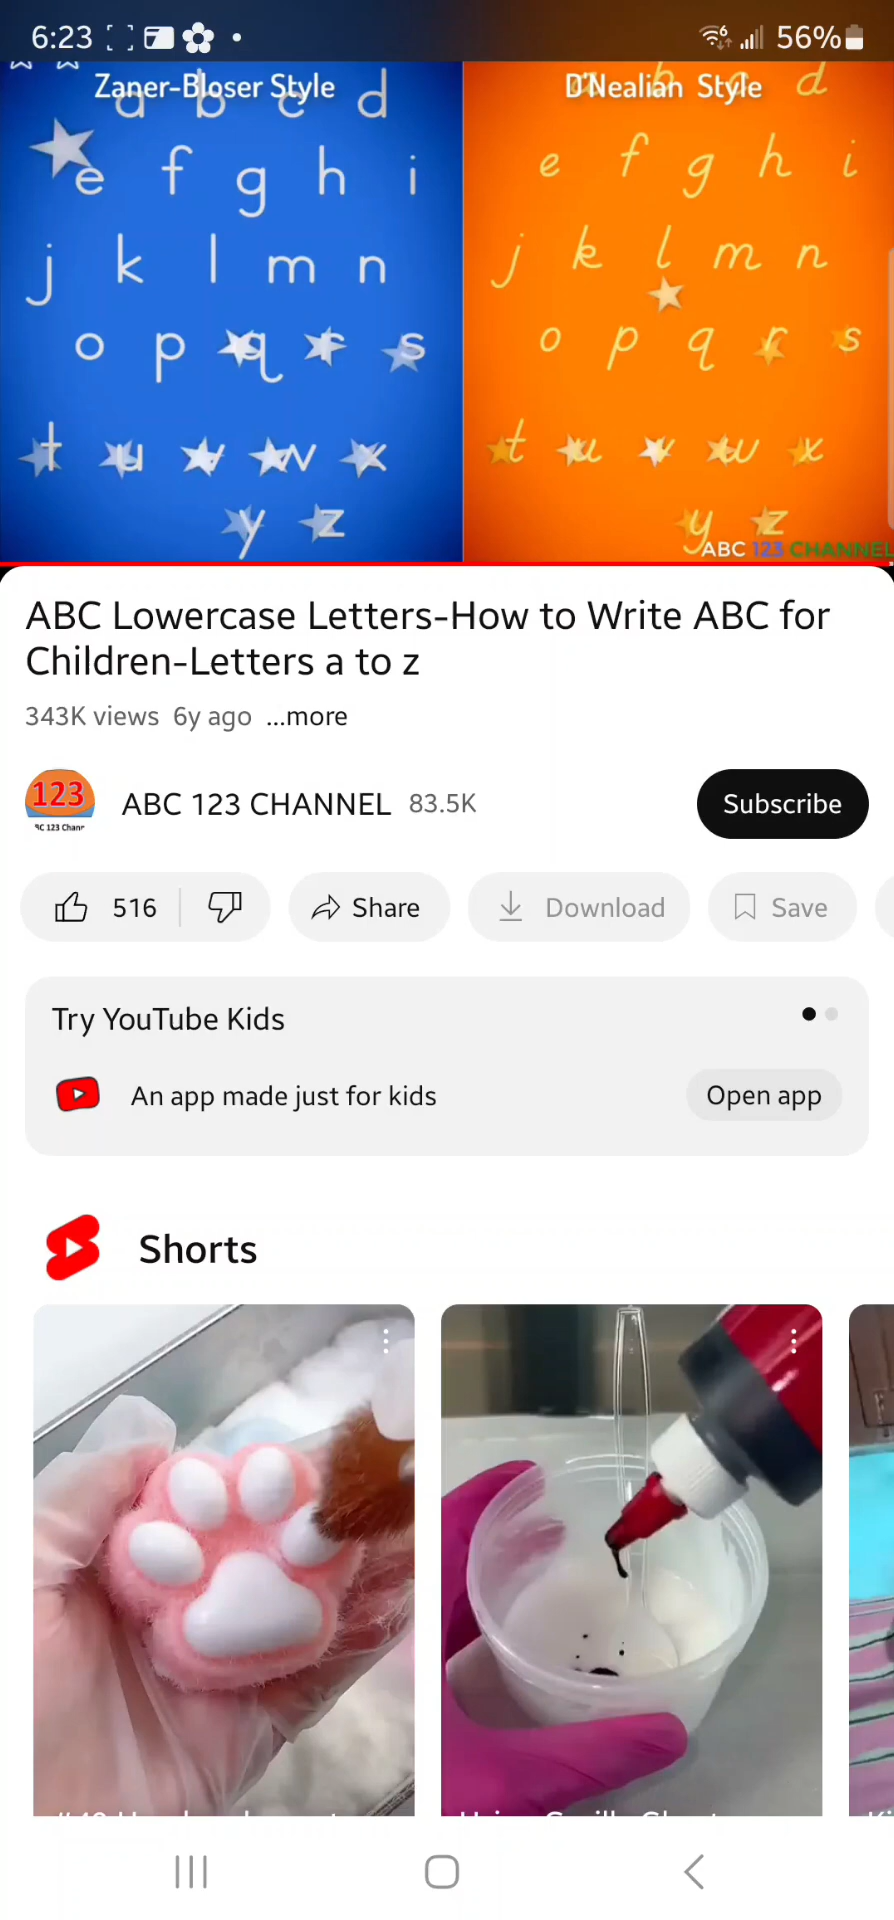 6:23 56%
Zaner-Bloser Style
a b c d
e f g h i
j k l m n
o p q r s
t u v w x
y z
D'Nealian Style
a b c d
e f g h i
j k l m n
o p q r s
t u v w x
y z
ABC 123 CHANNEL
ABC Lowercase Letters-How to Write ABC for
Children-Letters a to z
343K views 6y ago ...more
123
ABC 123 CHANNEL 83.5K
Subscribe
516 Share Download Save
Try YouTube Kids
An app made just for kids
Open app
Shorts